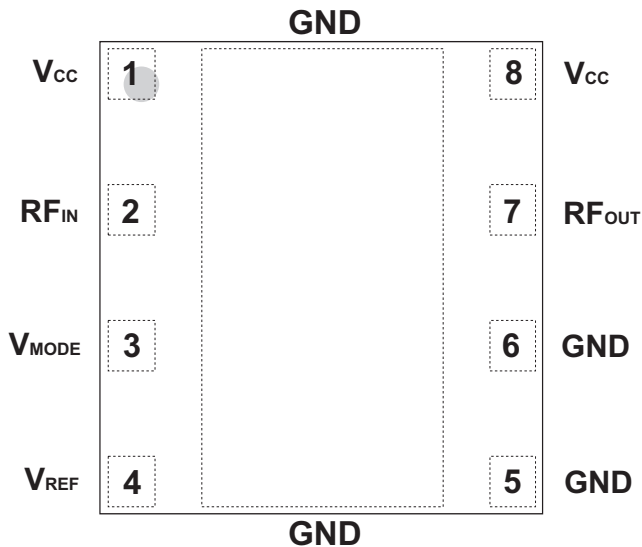 GND
VCC 1 8 VCC
RFIN 2 7 RFOUT
VMODE 3 6 GND
VREF 4 5 GND
GND